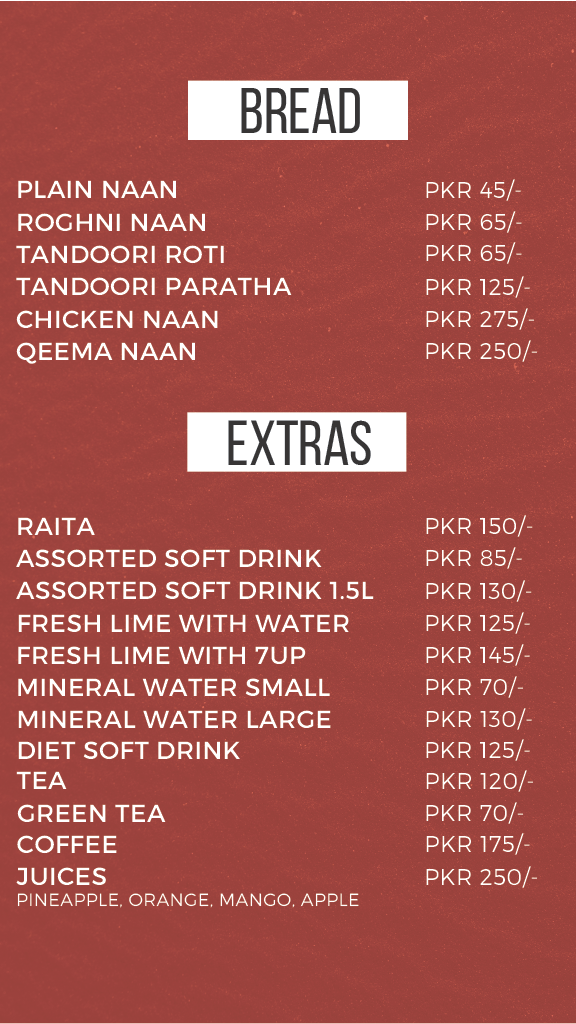 BREAD
PLAIN NAAN PKR 45/-
ROGHNI NAAN PKR 65/-
TANDOORI ROTI PKR 65/-
TANDOORI PARATHA PKR 125/-
CHICKEN NAAN PKR 275/-
QEEMA NAAN PKR 250/-
EXTRAS
RAITA PKR 150/-
ASSORTED SOFT DRINK PKR 85/-
ASSORTED SOFT DRINK 1.5L PKR 130/-
FRESH LIME WITH WATER PKR 125/-
FRESH LIME WITH 7UP PKR 145/-
MINERAL WATER SMALL PKR 70/-
MINERAL WATER LARGE PKR 130/-
DIET SOFT DRINK PKR 125/-
TEA PKR 120/-
GREEN TEA PKR 70/-
COFFEE PKR 175/-
JUICES PKR 250/-
PINEAPPLE, ORANGE, MANGO, APPLE